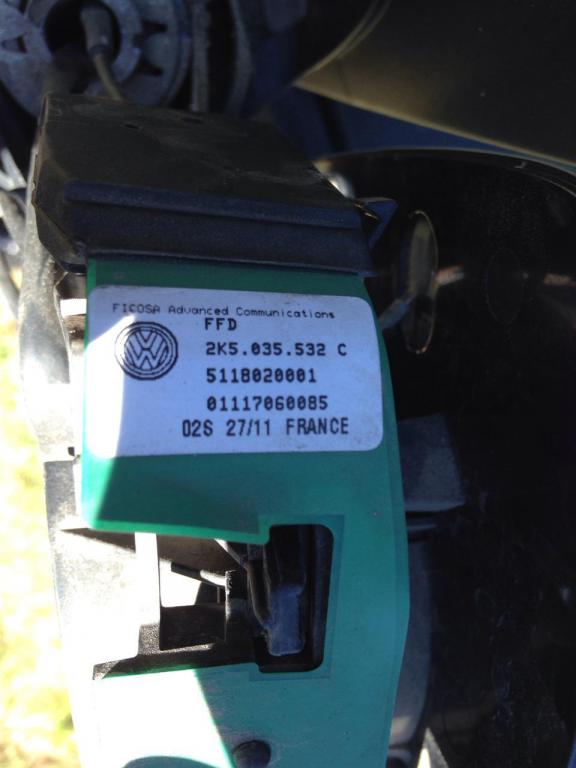 FICOSA Advanced Communications
FFD
2K5.035.532 C
5118020001
01117060085
02S 27/11 FRANCE